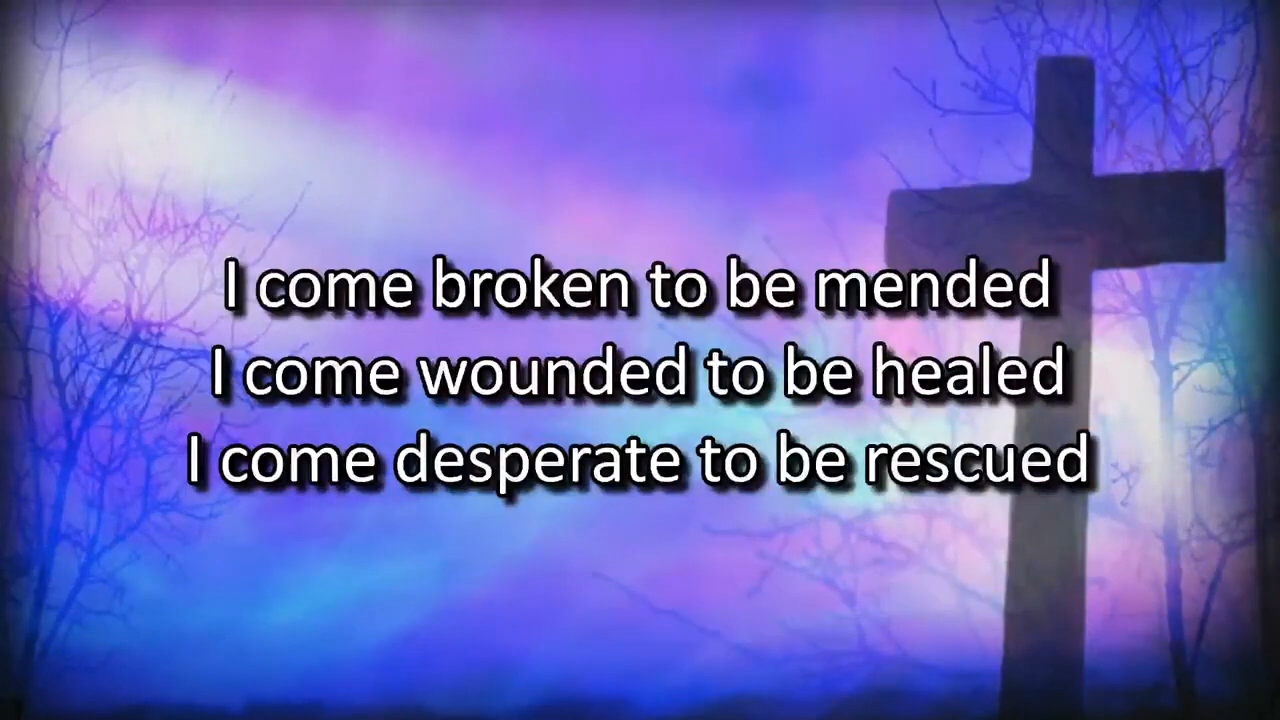 I come broken to be mended
I come wounded to be healed
I come desperate to be rescued